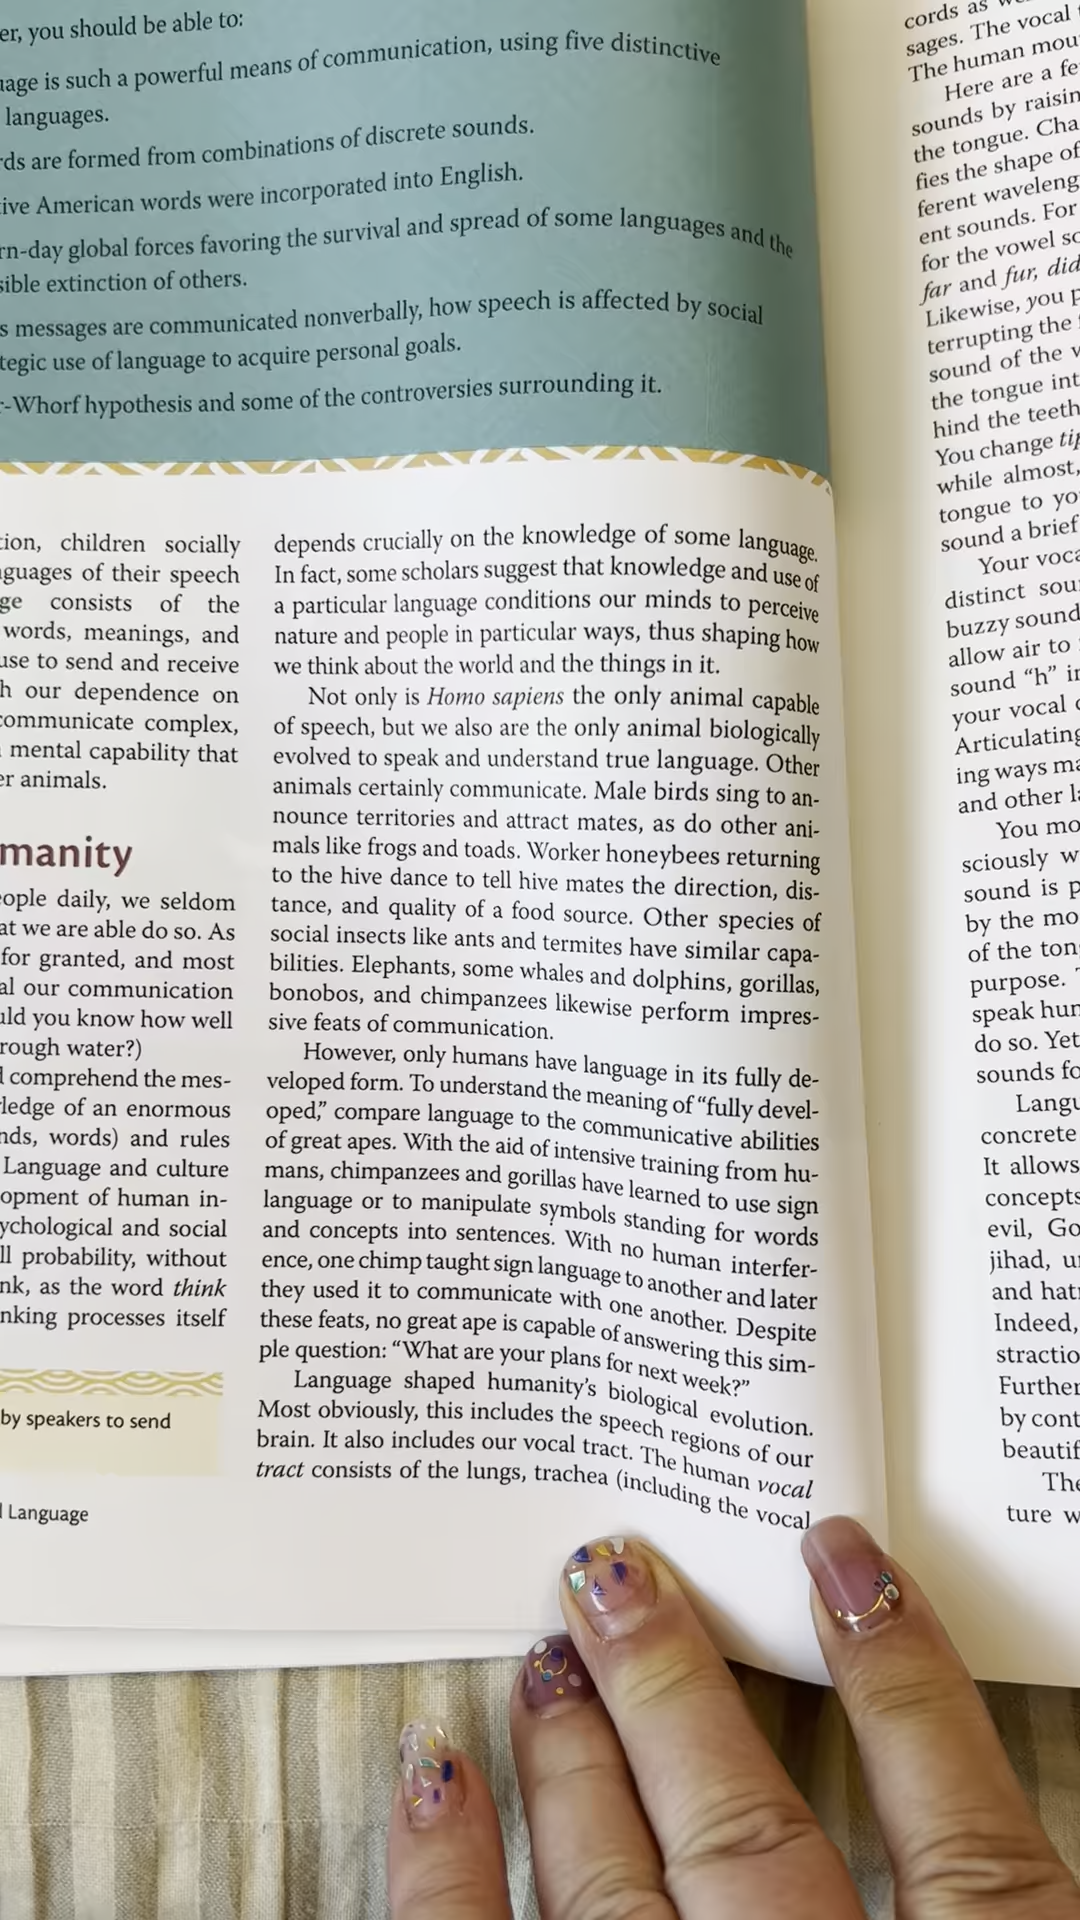 er, you should be able to:
uage is such a powerful means of communication, using five distinctive
languages.
rds are formed from combinations of discrete sounds.
tive American words were incorporated into English.
rn-day global forces favoring the survival and spread of some languages and the
sible extinction of others.
s messages are communicated nonverbally, how speech is affected by social
tegic use of language to acquire personal goals.
r-Whorf hypothesis and some of the controversies surrounding it.
tion, children socially
nguages of their speech
ge consists of the
words, meanings, and
use to send and receive
h our dependence on
communicate complex,
mental capability that
er animals.
manity
eople daily, we seldom
at we are able do so. As
for granted, and most
al our communication
uld you know how well
rough water?)
d comprehend the mes-
ledge of an enormous
nds, words) and rules
Language and culture
opment of human in-
ychological and social
ll probability, without
nk, as the word think
nking processes itself
by speakers to send
l Language
depends crucially on the knowledge of some language.
In fact, some scholars suggest that knowledge and use of
a particular language conditions our minds to perceive
nature and people in particular ways, thus shaping how
we think about the world and the things in it.
Not only is Homo sapiens the only animal capable
of speech, but we also are the only animal biologically
evolved to speak and understand true language. Other
animals certainly communicate. Male birds sing to an-
nounce territories and attract mates, as do other ani-
mals like frogs and toads. Worker honeybees returning
to the hive dance to tell hive mates the direction, dis-
tance, and quality of a food source. Other species of
social insects like ants and termites have similar capa-
bilities. Elephants, some whales and dolphins, gorillas,
bonobos, and chimpanzees likewise perform impres-
sive feats of communication.
However, only humans have language in its fully de-
veloped form. To understand the meaning of “fully devel-
oped,” compare language to the communicative abilities
of great apes. With the aid of intensive training from hu-
mans, chimpanzees and gorillas have learned to use sign
language or to manipulate symbols standing for words
and concepts into sentences. With no human interfer-
ence, one chimp taught sign language to another and later
they used it to communicate with one another. Despite
these feats, no great ape is capable of answering this sim-
ple question: “What are your plans for next week?”
Language shaped humanity’s biological evolution.
Most obviously, this includes the speech regions of our
brain. It also includes our vocal tract. The human vocal
tract consists of the lungs, trachea (including the vocal
cords as we
sages. The vocal
The human mou
Here are a fe
sounds by raisin
the tongue. Cha
fies the shape of
ferent waveleng
ent sounds. For
for the vowel so
far and fur, did
Likewise, you p
terrupting the
sound of the v
the tongue int
hind the teeth
You change tip
while almost,
tongue to yo
sound a brief
Your voca
distinct sou
buzzy sound
allow air to
sound “h” in
your vocal c
Articulating
ing ways ma
and other la
You mo
sciously w
sound is p
by the mo
of the ton
purpose. T
speak hum
do so. Yet
sounds fo
Langu
concrete
It allows
concepts
evil, Go
jihad, u
and hat
Indeed,
stractio
Further
by cont
beautif
The
ture w